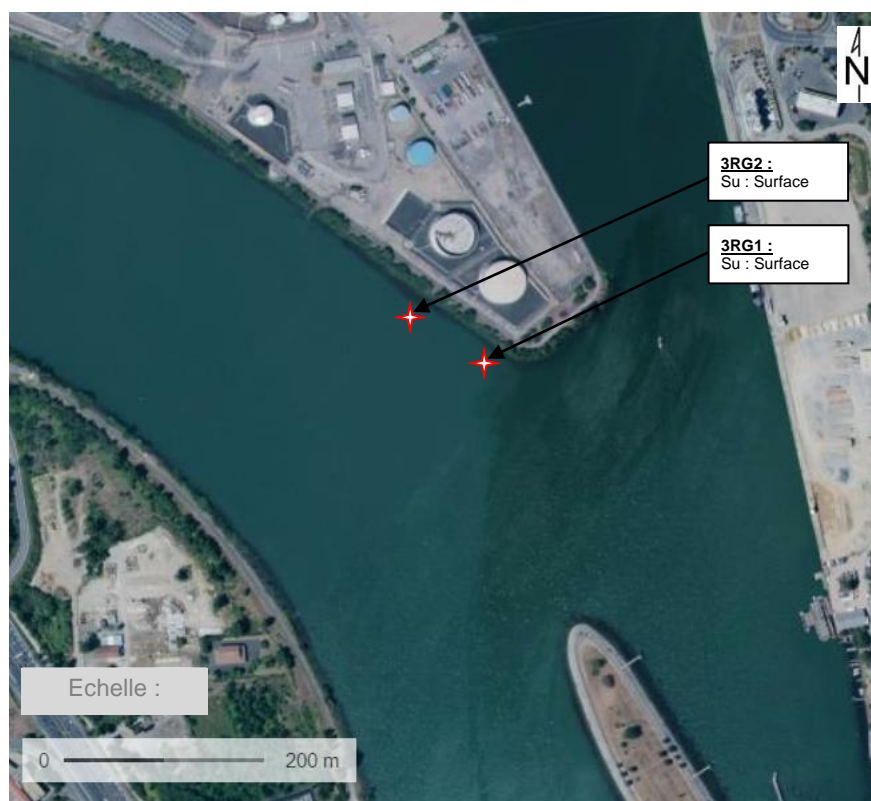 N
3RG2 :
Su : Surface
3RG1 :
Su : Surface
Echelle :
0 200 m